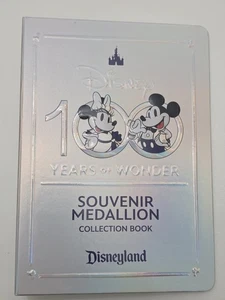 Disney
100
YEARS OF WONDER
SOUVENIR
MEDALLION
COLLECTION BOOK
Disneyland